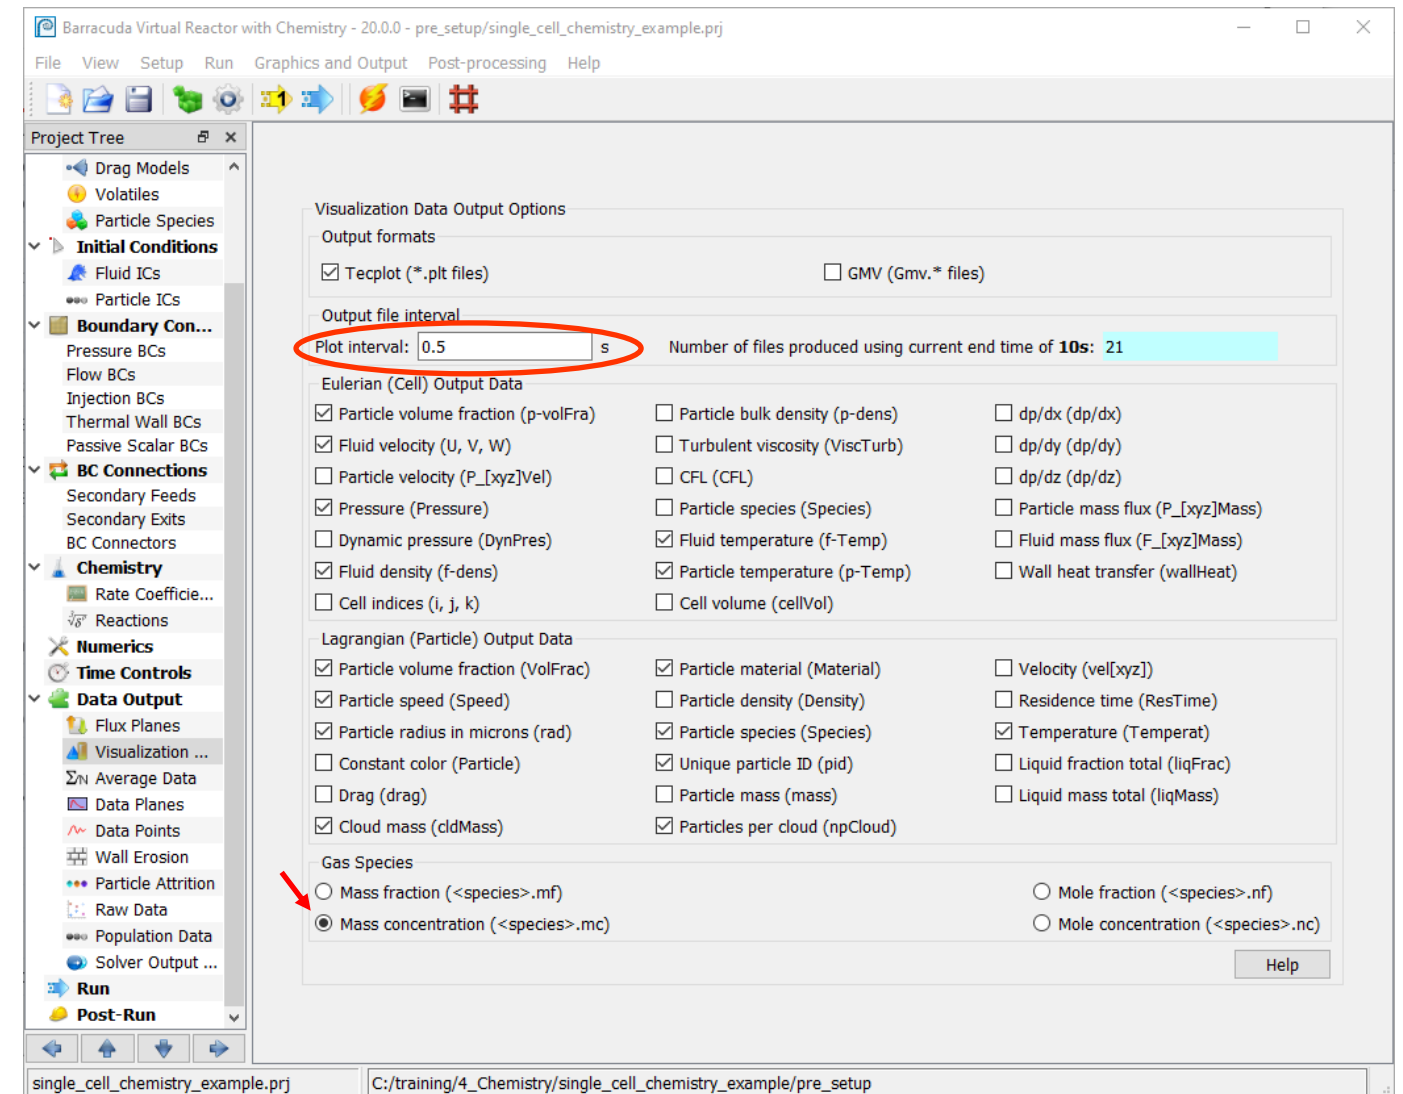 Barracuda Virtual Reactor with Chemistry - 20.0.0 - pre_setup/single_cell_chemistry_example.prj
File View Setup Run Graphics and Output Post-processing Help
1
Project Tree
Drag Models
Volatiles
Particle Species
Initial Conditions
Fluid ICs
Particle ICs
Boundary Con...
Pressure BCs
Flow BCs
Injection BCs
Thermal Wall BCs
Passive Scalar BCs
BC Connections
Secondary Feeds
Secondary Exits
BC Connectors
Chemistry
Rate Coefficie...
Reactions
Numerics
Time Controls
Data Output
Flux Planes
Visualization ...
Average Data
Data Planes
Data Points
Wall Erosion
Particle Attrition
Raw Data
Population Data
Solver Output ...
Run
Post-Run
Visualization Data Output Options
Output formats
Tecplot (*.plt files) GMV (Gmv.* files)
Output file interval
Plot interval: 0.5 s Number of files produced using current end time of 10s: 21
Eulerian (Cell) Output Data
Particle volume fraction (p-volFra) Particle bulk density (p-dens) dp/dx (dp/dx)
Fluid velocity (U, V, W) Turbulent viscosity (ViscTurb) dp/dy (dp/dy)
Particle velocity (P_[xyz]Vel) CFL (CFL) dp/dz (dp/dz)
Pressure (Pressure) Particle species (Species) Particle mass flux (P_[xyz]Mass)
Dynamic pressure (DynPres) Fluid temperature (f-Temp) Fluid mass flux (F_[xyz]Mass)
Fluid density (f-dens) Particle temperature (p-Temp) Wall heat transfer (wallHeat)
Cell indices (i, j, k) Cell volume (cellVol)
Lagrangian (Particle) Output Data
Particle volume fraction (VolFrac) Particle material (Material) Velocity (vel[xyz])
Particle speed (Speed) Particle density (Density) Residence time (ResTime)
Particle radius in microns (rad) Particle species (Species) Temperature (Temperat)
Constant color (Particle) Unique particle ID (pid) Liquid fraction total (liqFrac)
Drag (drag) Particle mass (mass) Liquid mass total (liqMass)
Cloud mass (cldMass) Particles per cloud (npCloud)
Gas Species
Mass fraction (<species>.mf) Mole fraction (<species>.nf)
Mass concentration (<species>.mc) Mole concentration (<species>.nc)
Help
single_cell_chemistry_example.prj C:/training/4_Chemistry/single_cell_chemistry_example/pre_setup